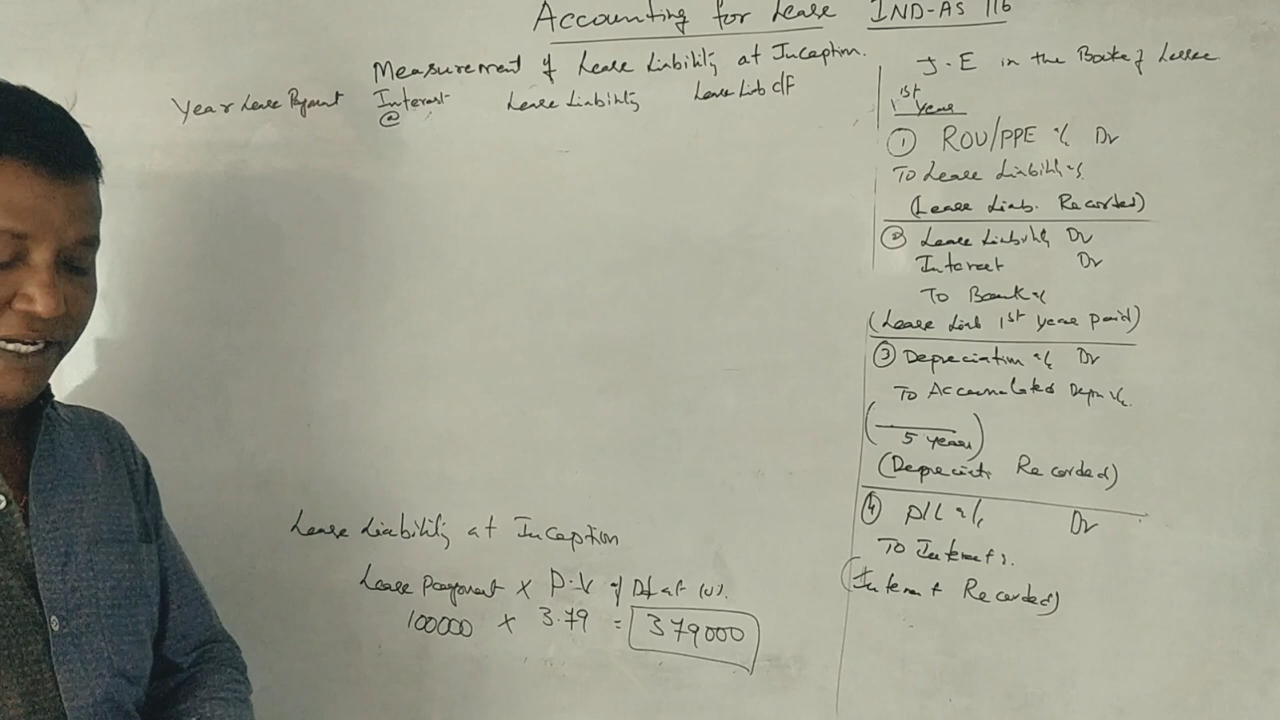 Accounting for Lease IND-AS 116
Measurement of Lease Liability at Inception.
Year Lease Payment Interest Lease Liability Lease Liab c/f
@
J.E in the Books of Lessee
1st year
① ROU/PPE a/c Dr
To Lease Liability
(Lease Liab. Recorded)
② Lease Liability Dr
Interest Dr
To Bank a/c
(Lease Liab 1st year paid)
③ Depreciation a/c Dr
To Accumulated Depn a/c
5 years
(Depreciati Recorded)
④ P/L a/c Dr
To Interest
(Interest Recorded)
Lease Liability at Inception
Lease Payment × P.V of at 10%.
100000 × 3.79 = 379000